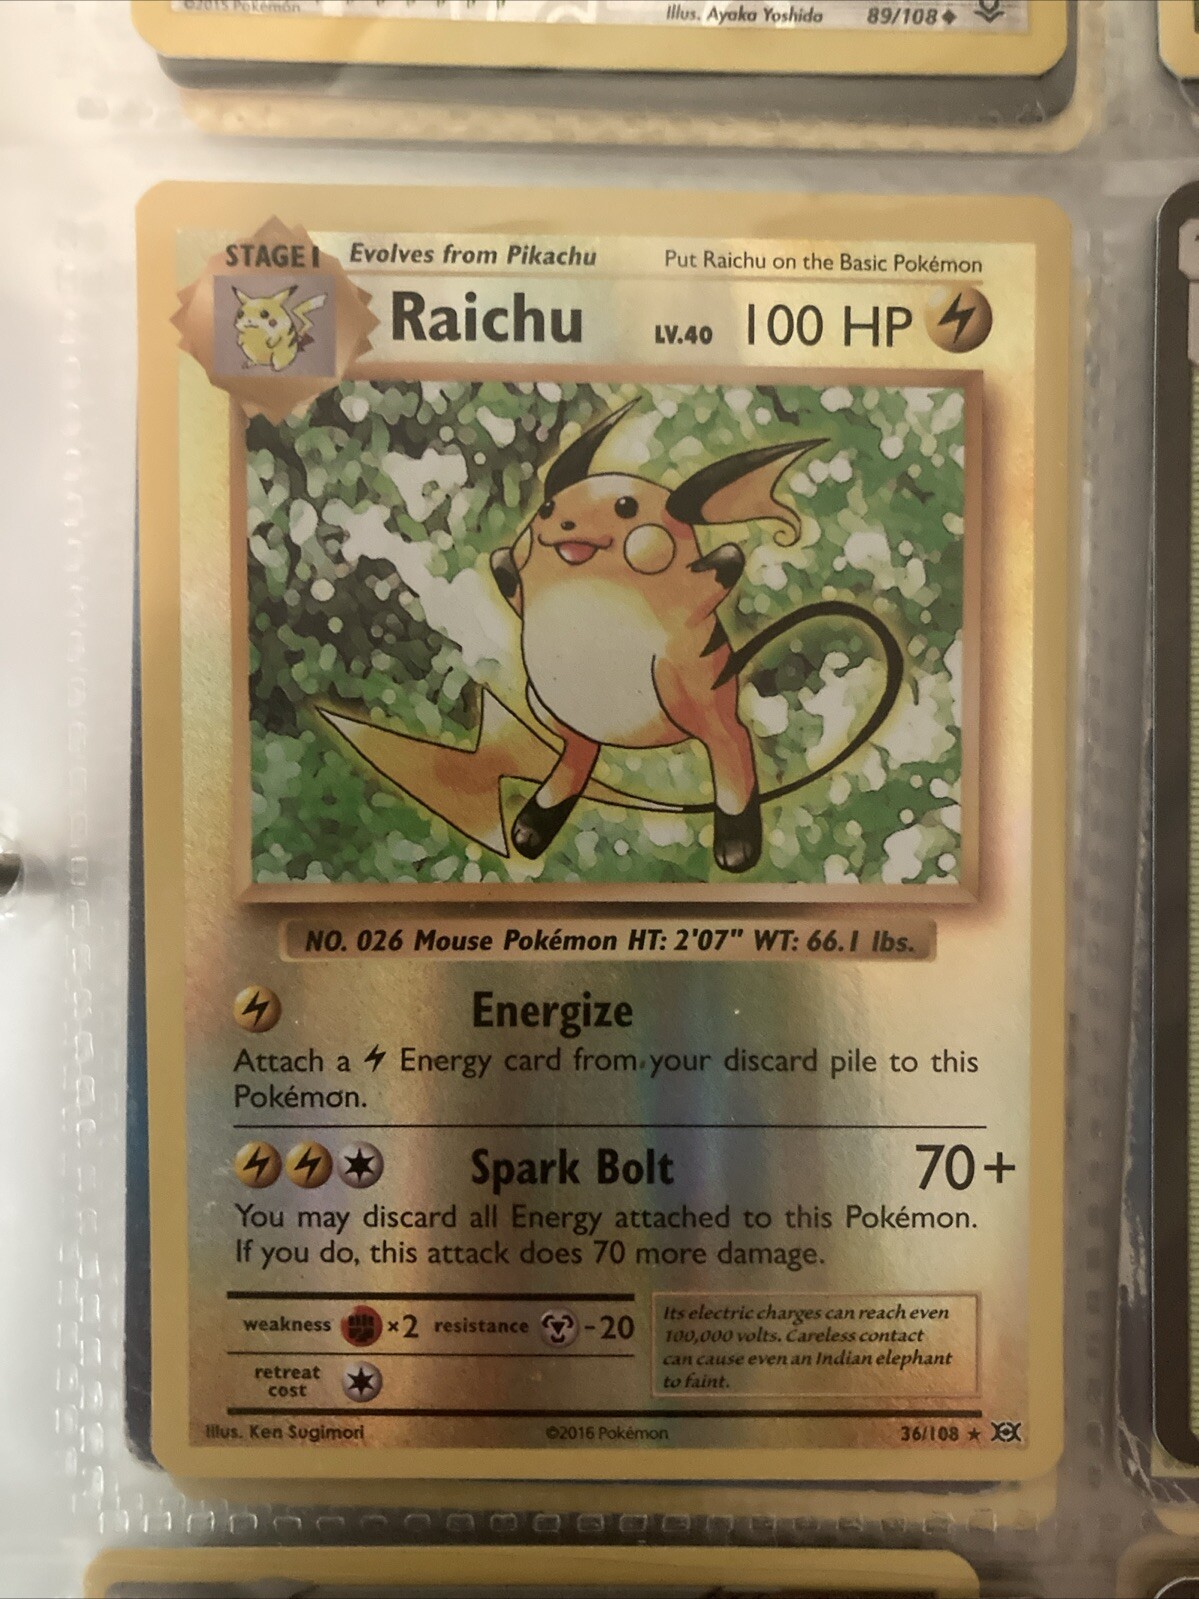 ©2015 Pokémon
Illus. Ayaka Yoshida 89/108
STAGE 1 Evolves from Pikachu Put Raichu on the Basic Pokémon
Raichu LV.40 100 HP
NO. 026 Mouse Pokémon HT: 2'07" WT: 66.1 lbs.
Energize
Attach a Energy card from your discard pile to this
Pokémon.
Spark Bolt 70+
You may discard all Energy attached to this Pokémon.
If you do, this attack does 70 more damage.
weakness ×2 resistance -20
retreat
cost
Its electric charges can reach even
100,000 volts. Careless contact
can cause even an Indian elephant
to faint.
Illus. Ken Sugimori ©2016 Pokémon 36/108 ★